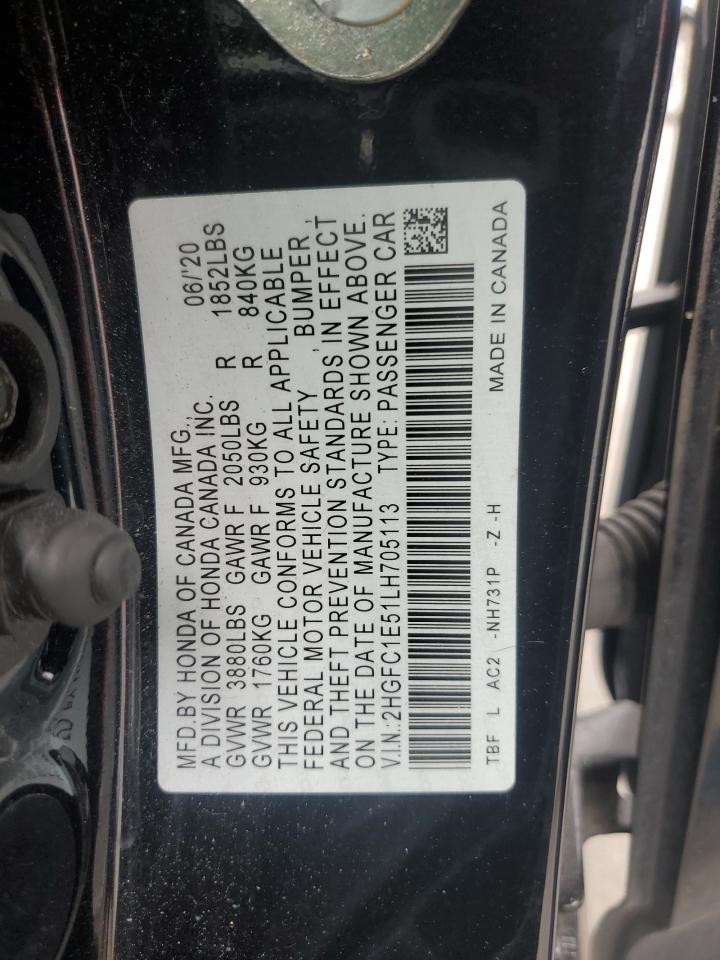 MFD.BY HONDA OF CANADA MFG., 06/'20
A DIVISION OF HONDA CANADA INC.
GVWR 3880LBS GAWR F 2050LBS R 1852LBS
GVWR 1760KG GAWR F 930KG R 840KG
THIS VEHICLE CONFORMS TO ALL APPLICABLE
FEDERAL MOTOR VEHICLE SAFETY, BUMPER,
AND THEFT PREVENTION STANDARDS IN EFFECT
ON THE DATE OF MANUFACTURE SHOWN ABOVE.
V.I.N.:2HGFC1E51LH705113 TYPE: PASSENGER CAR
TBF L AC2 -NH731P -Z -H MADE IN CANADA